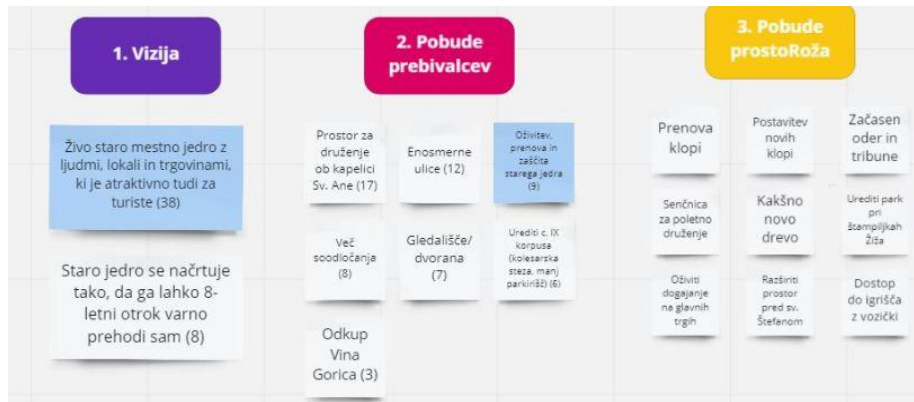 1. Vizija
Živo staro mestno jedro z
ljudmi, lokali in trgovinami,
ki je atraktivno tudi za
turiste (38)
Staro jedro se načrtuje
tako, da ga lahko 8-
letni otrok varno
prehodi sam (8)
2. Pobude
prebivalcev
Prostor za
druženje
ob kapelici
Sv. Ane (17)
Enosmerne
ulice (12)
Oživitev,
prenova in
zaščita
starega jedra
(9)
Več
soodločanja
(8)
Gledališče/
dvorana
(7)
Urediti c. IX
korpusa
(kolesarska
steza, manj
parkirišč) (6)
Odkup
Vina
Gorica (3)
3. Pobude
prostoRoža
Prenova
klopi
Postavitev
novih
klopi
Začasen
oder in
tribune
Senčnica
za poletno
druženje
Kakšno
novo
drevo
Urediti park
pri
štampiljkah
Žiža
Oživiti
dogajanje
na glavnih
trgih
Razširiti
prostor
pred sv.
Štefanom
Dostop
do igrišča
z vozički